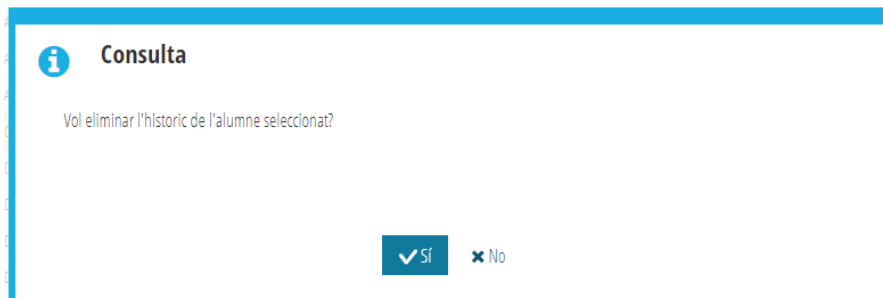 Consulta
Vol eliminar l'historic de l'alumne seleccionat?
Sí
No